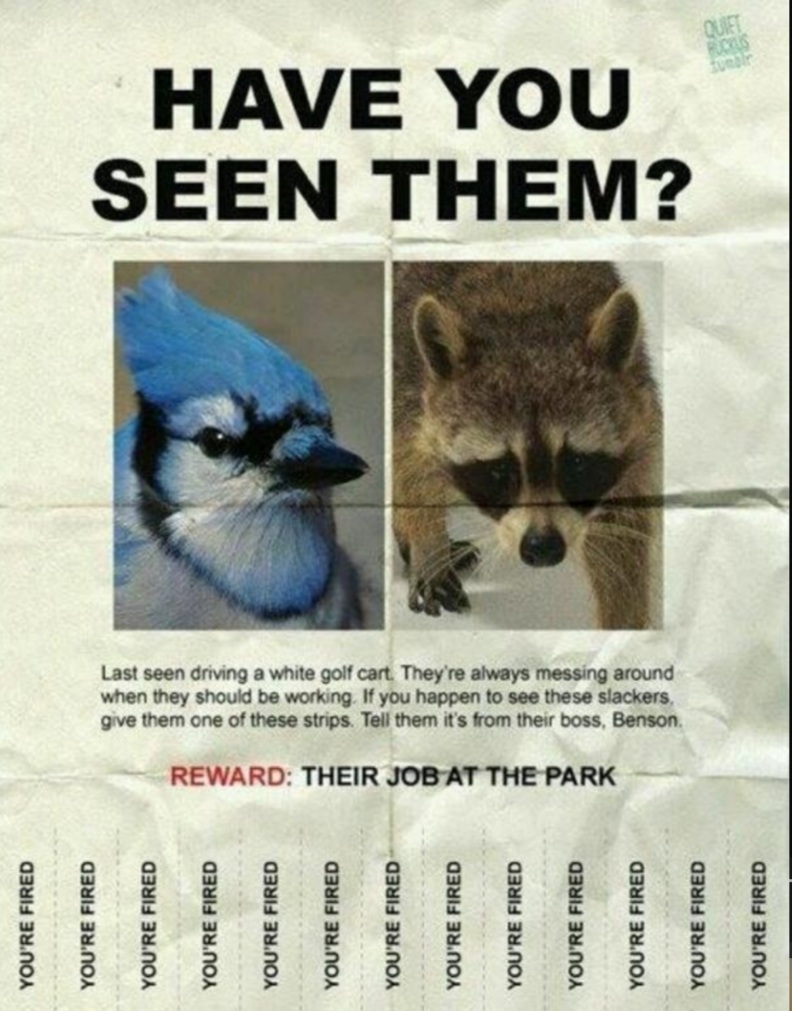 QUIET
RUCKUS
tumblr
HAVE YOU
SEEN THEM?
Last seen driving a white golf cart. They're always messing around
when they should be working. If you happen to see these slackers,
give them one of these strips. Tell them it's from their boss, Benson.
REWARD: THEIR JOB AT THE PARK
YOU'RE FIRED
YOU'RE FIRED
YOU'RE FIRED
YOU'RE FIRED
YOU'RE FIRED
YOU'RE FIRED
YOU'RE FIRED
YOU'RE FIRED
YOU'RE FIRED
YOU'RE FIRED
YOU'RE FIRED
YOU'RE FIRED
YOU'RE FIRED